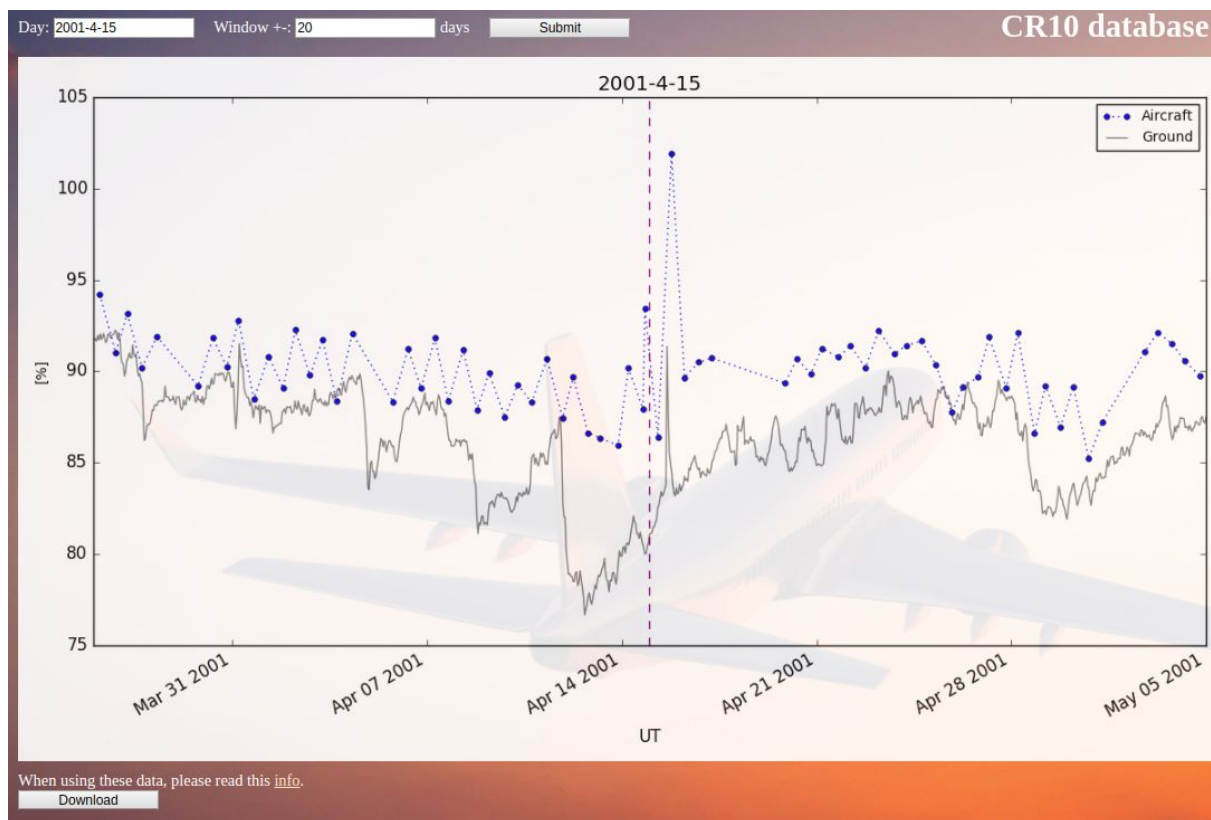 Day: 2001-4-15 Window +-: 20 days Submit CR10 database
2001-4-15
105
100
95
90
85
80
75
[%]
Aircraft
Ground
Mar 31 2001
Apr 07 2001
Apr 14 2001
Apr 21 2001
Apr 28 2001
May 05 2001
UT
When using these data, please read this info.
Download